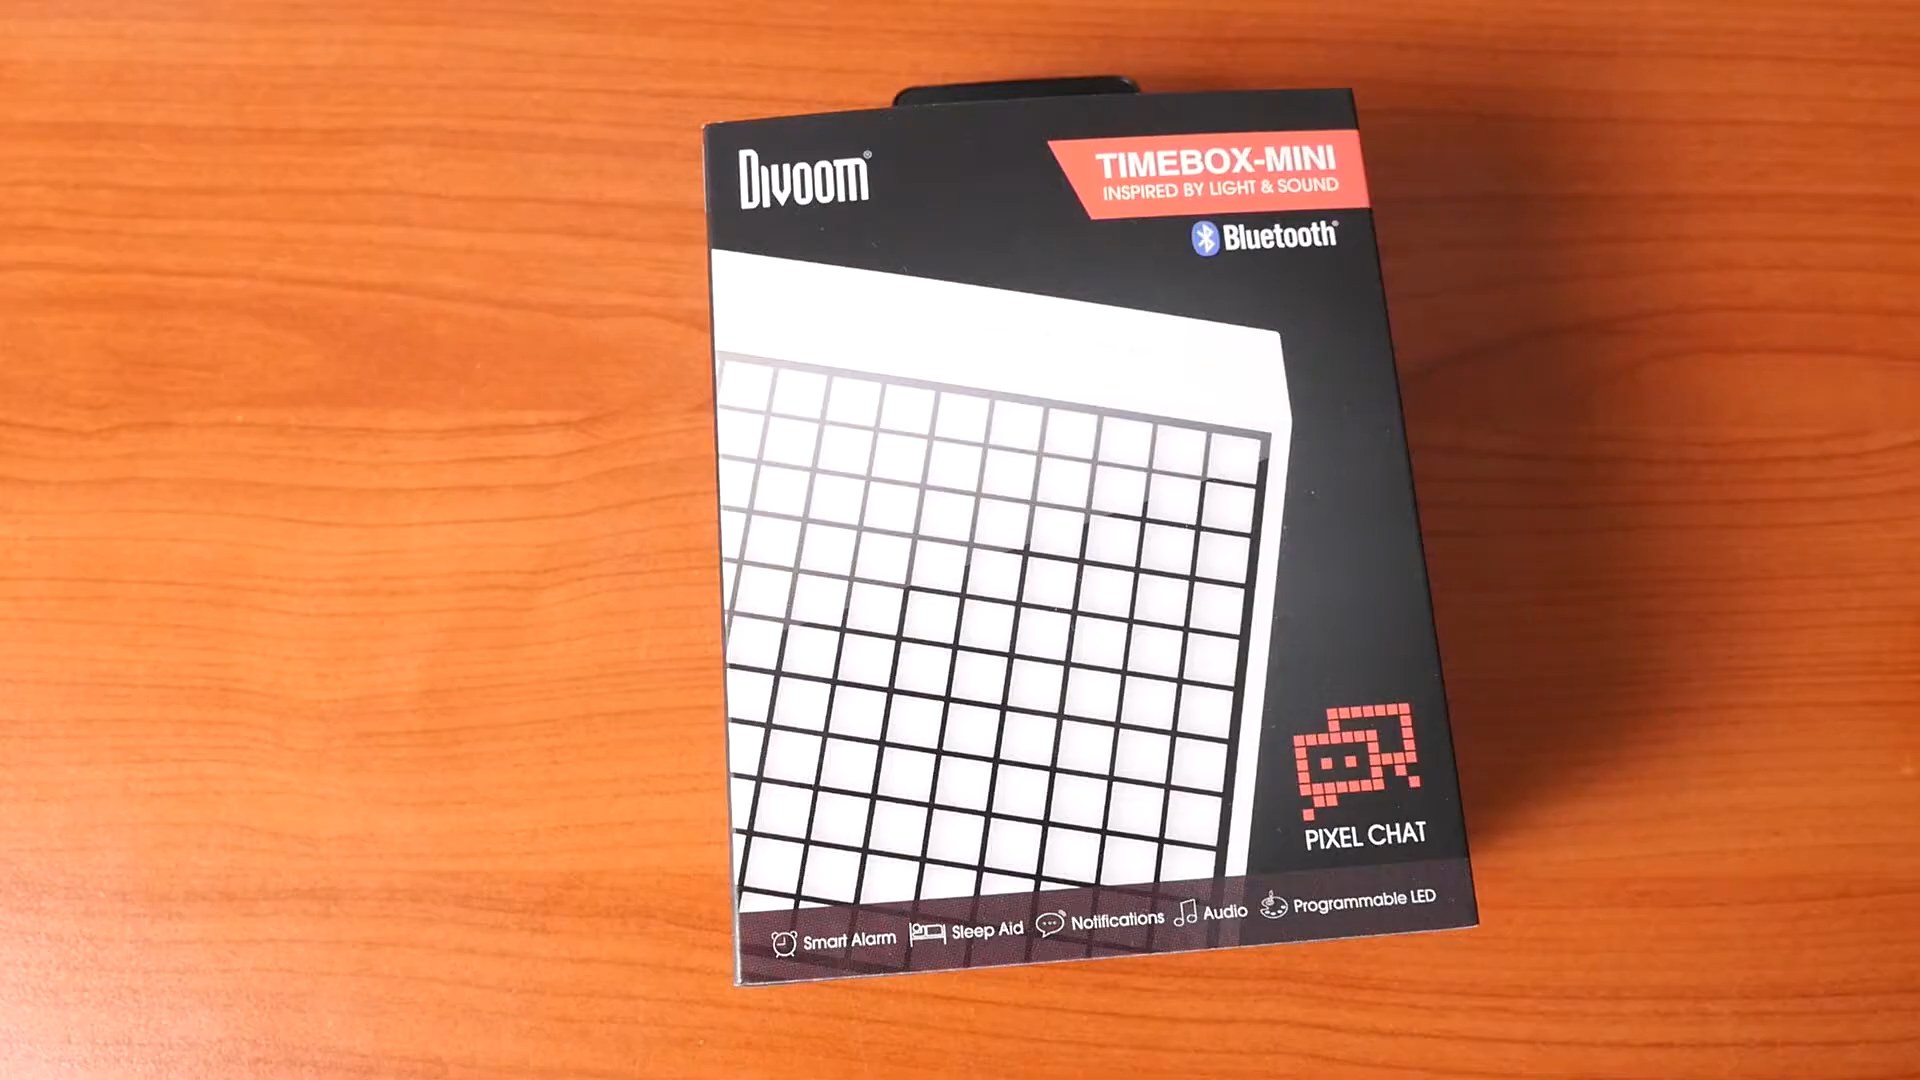 Divoom®
TIMEBOX-MINI
INSPIRED BY LIGHT & SOUND
Bluetooth®
PIXEL CHAT
Smart Alarm Sleep Aid Notifications Audio Programmable LED